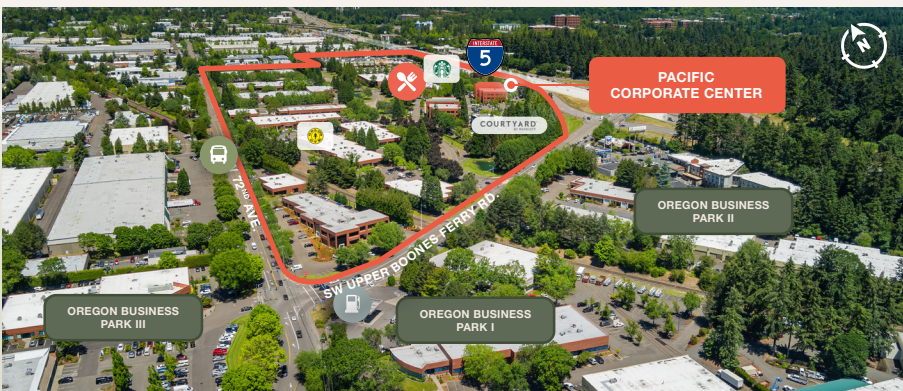 INTERSTATE
5
N
PACIFIC
CORPORATE CENTER
COURTYARD
72ND AVE
SW UPPER BOONES FERRY RD.
OREGON BUSINESS
PARK II
OREGON BUSINESS
PARK III
OREGON BUSINESS
PARK I